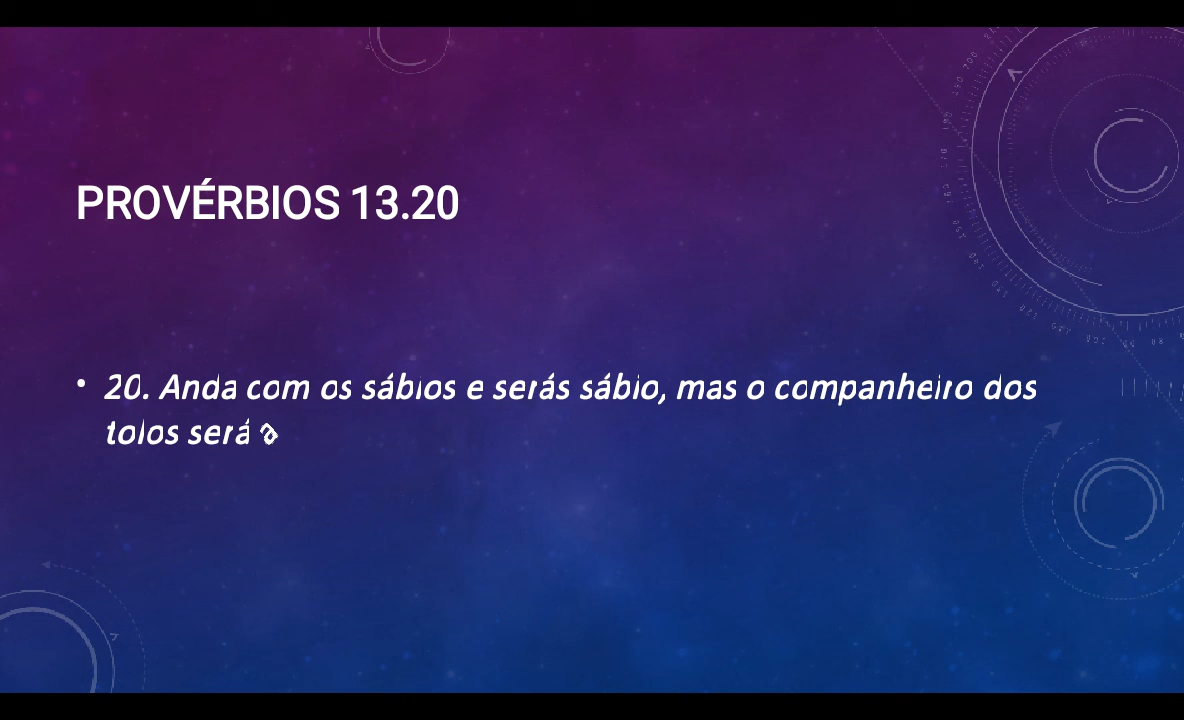 PROVÉRBIOS 13.20
• 20. Anda com os sábios e serás sábio, mas o companheiro dos
tolos será